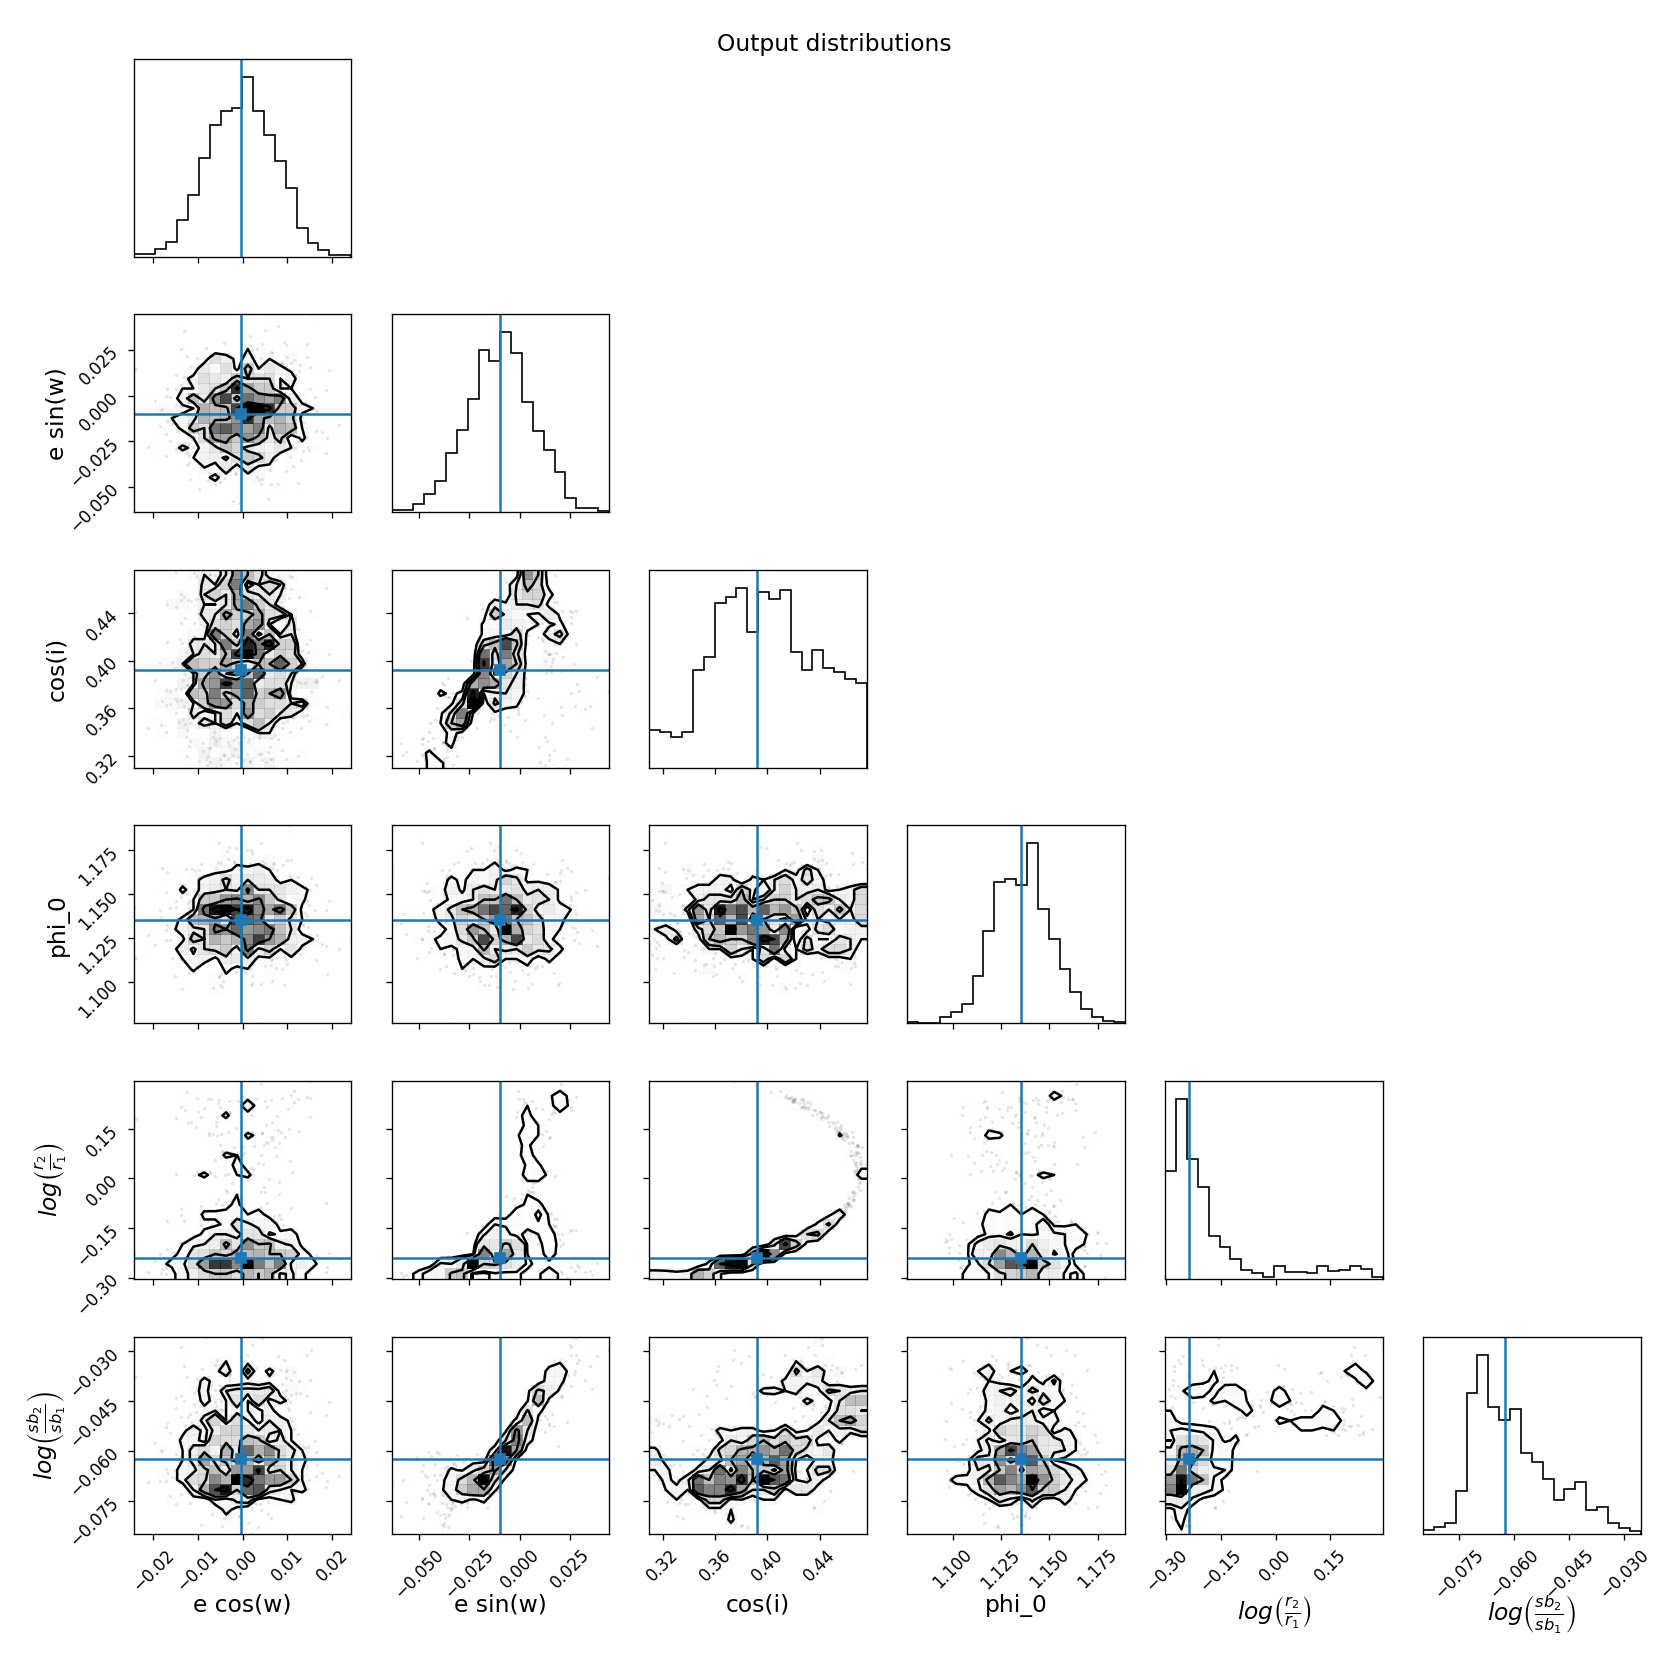 Output distributions
e sin(w)
0.025
0.000
−0.025
−0.050
cos(i)
0.44
0.40
0.36
0.32
phi_0
1.175
1.150
1.125
1.100
log(r2/r1)
0.15
0.00
−0.15
−0.30
log(sb2/sb1)
−0.030
−0.045
−0.060
−0.075
−0.02 −0.01 0.00 0.01 0.02
−0.050 −0.025 0.000 0.025
0.32 0.36 0.40 0.44
1.100 1.125 1.150 1.175
−0.30 −0.15 0.00 0.15
−0.075 −0.060 −0.045 −0.030
e cos(w)
e sin(w)
cos(i)
phi_0
log(r2/r1)
log(sb2/sb1)